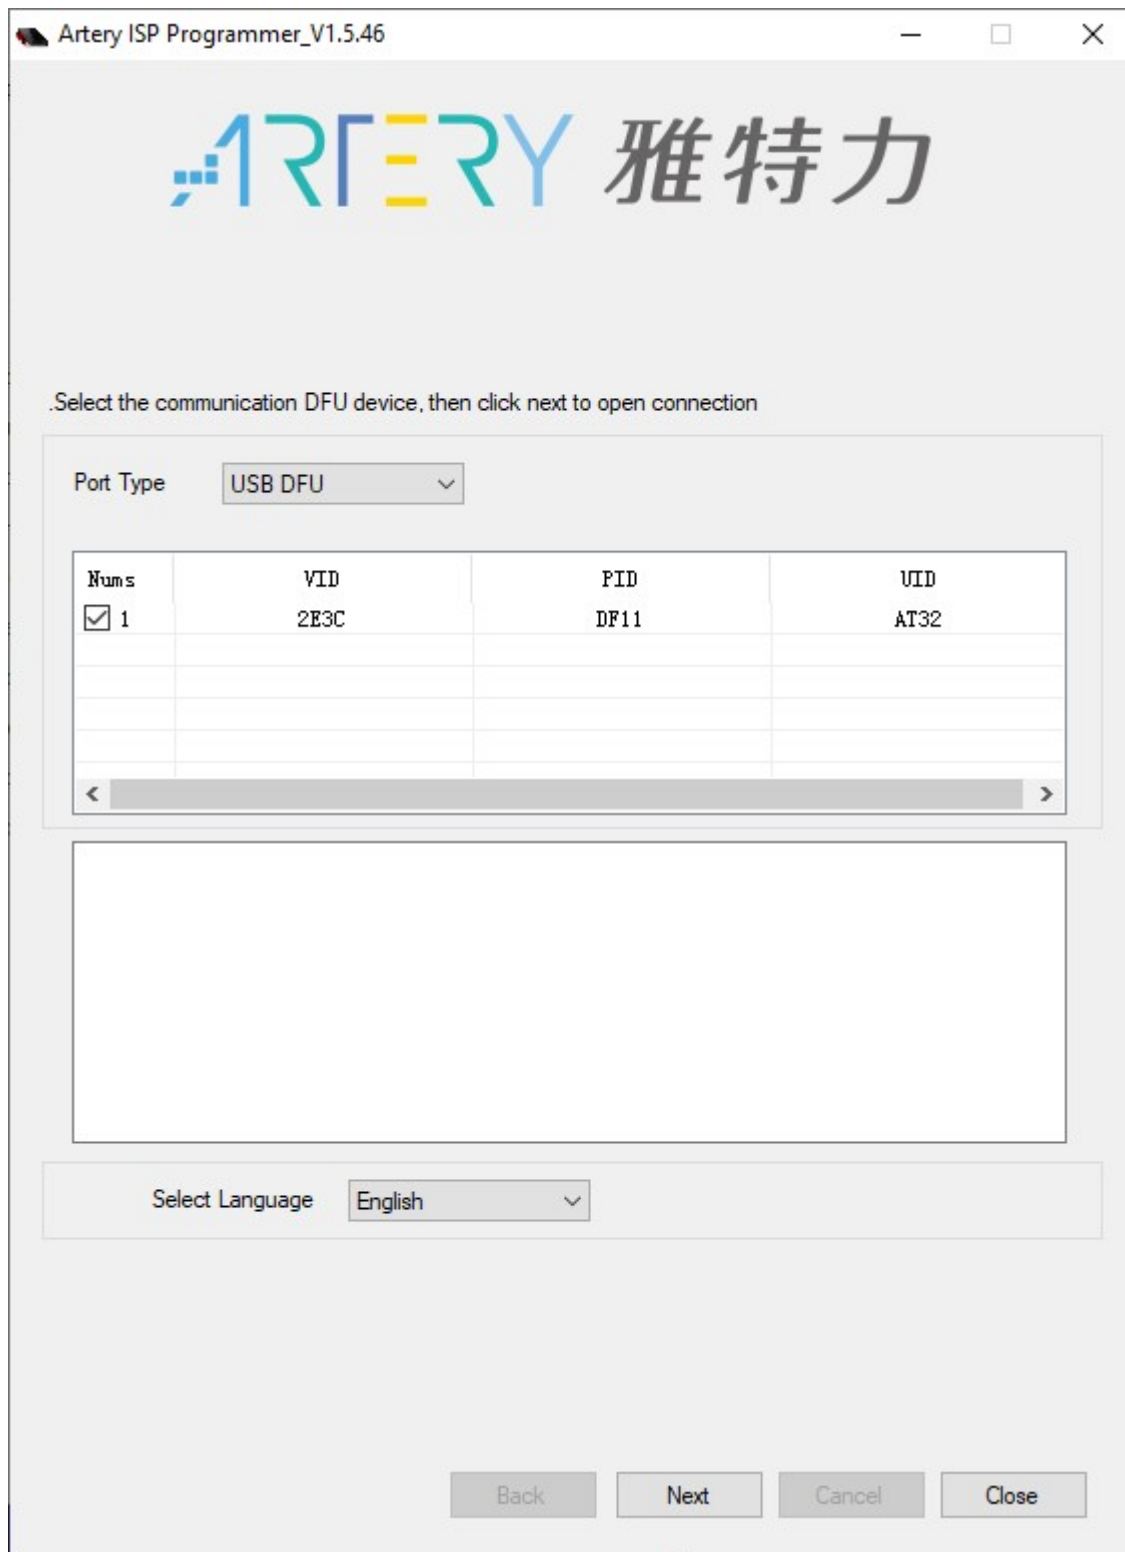 Artery ISP Programmer_V1.5.46
ARTERY 雅特力
.Select the communication DFU device, then click next to open connection
Port Type USB DFU
Nums VID PID UID
1 2E3C DF11 AT32
Select Language English
Back Next Cancel Close